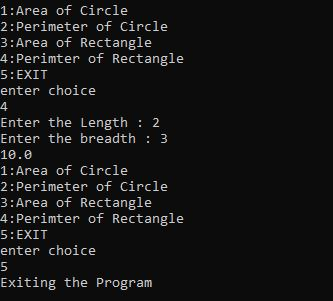 1:Area of Circle
2:Perimeter of Circle
3:Area of Rectangle
4:Perimter of Rectangle
5:EXIT
enter choice
4
Enter the Length : 2
Enter the breadth : 3
10.0
1:Area of Circle
2:Perimeter of Circle
3:Area of Rectangle
4:Perimter of Rectangle
5:EXIT
enter choice
5
Exiting the Program